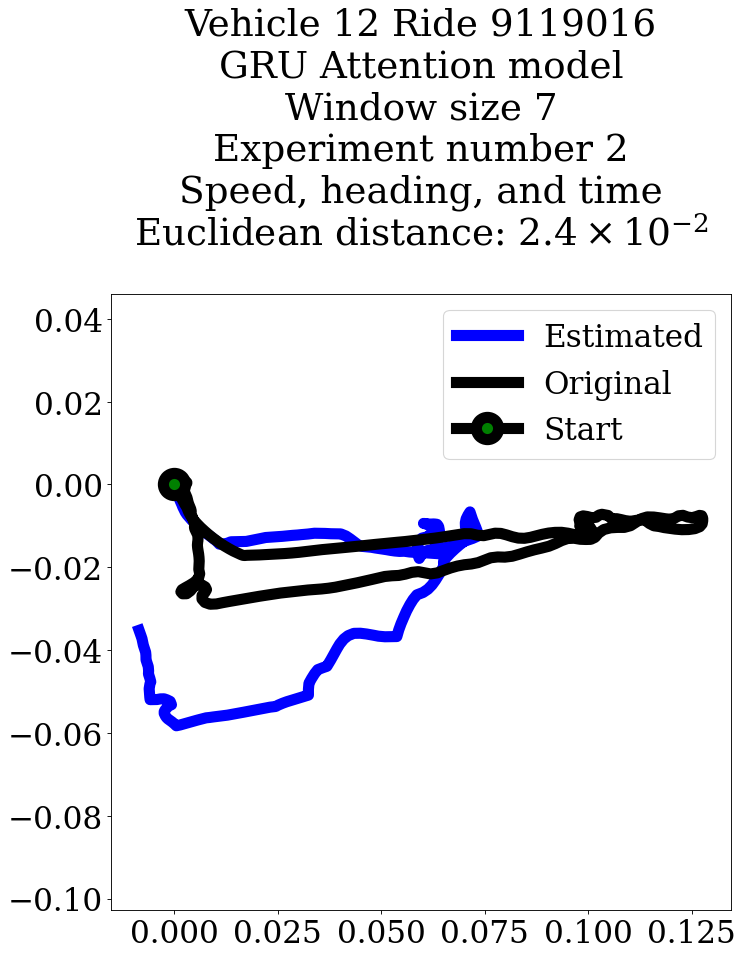 Vehicle 12 Ride 9119016
GRU Attention model
Window size 7
Experiment number 2
Speed, heading, and time
Euclidean distance: 2.4 × 10⁻²
Estimated
Original
Start
0.04
0.02
0.00
−0.02
−0.04
−0.06
−0.08
−0.10
0.000 0.025 0.050 0.075 0.100 0.125